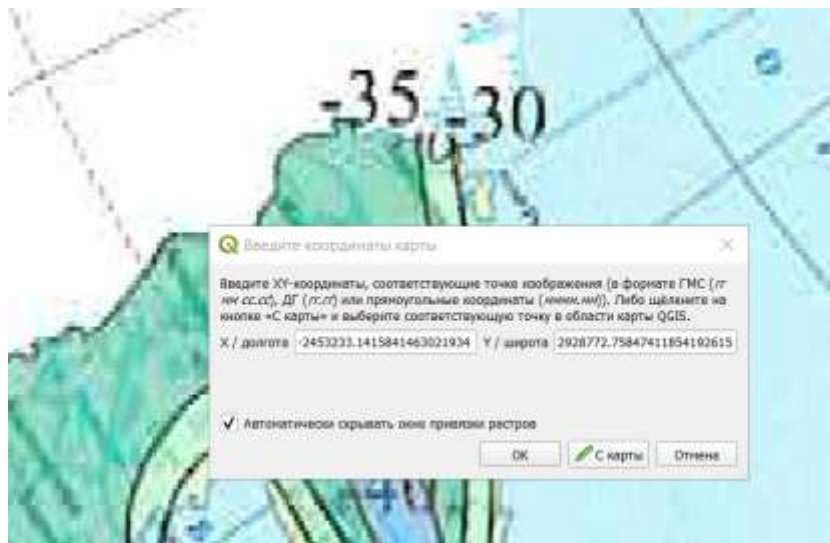 -35
-30
Введите координаты карты
Введите XY-координаты, соответствующие точке изображения (в формате ГМС (гг
мм сс.сс), ДГ (гг.гг) или прямоугольные координаты (мммм.мм)). Либо щёлкните на
кнопке «С карты» и выберите соответствующую точку в области карты QGIS.
X / долгота -2453233.1415841463021934 Y / широта 2928772.75847411854192615
Автоматически скрывать окно привязки растров
ОК С карты Отмена